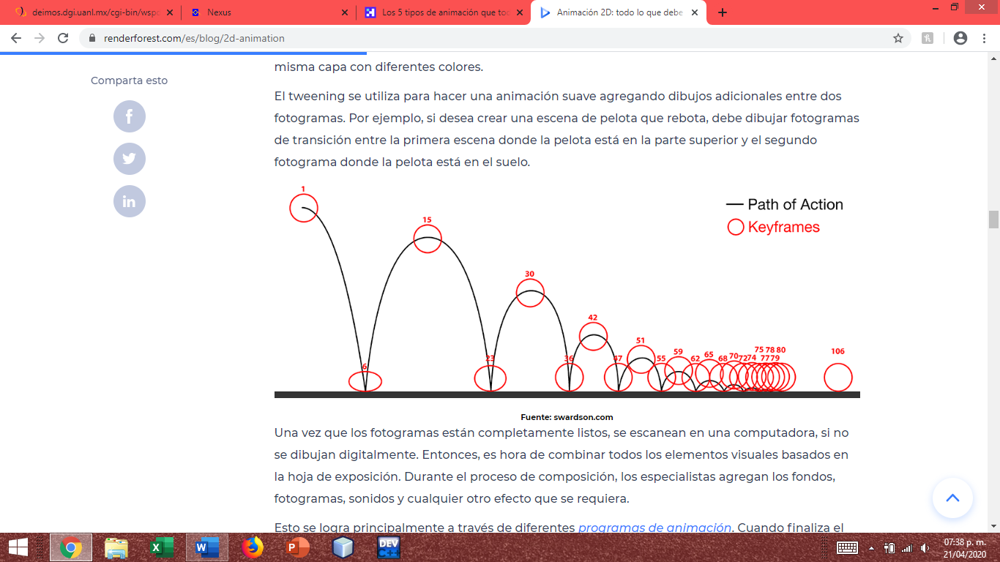 deimos.dgi.uanl.mx/cgi-bin/wspd
Nexus
Los 5 tipos de animación que tod
Animación 2D: todo lo que debe
renderforest.com/es/blog/2d-animation
Comparta esto
misma capa con diferentes colores.
El tweening se utiliza para hacer una animación suave agregando dibujos adicionales entre dos
fotogramas. Por ejemplo, si desea crear una escena de pelota que rebota, debe dibujar fotogramas
de transición entre la primera escena donde la pelota está en la parte superior y el segundo
fotograma donde la pelota está en el suelo.
Path of Action
Keyframes
1
6
15
23
30
36
42
47
51
55
59
62
65
68
70
72
74
75
77
78
79
80
106
Fuente: swardson.com
Una vez que los fotogramas están completamente listos, se escanean en una computadora, si no
se dibujan digitalmente. Entonces, es hora de combinar todos los elementos visuales basados en
la hoja de exposición. Durante el proceso de composición, los especialistas agregan los fondos,
fotogramas, sonidos y cualquier otro efecto que se requiera.
Esto se logra principalmente a través de diferentes programas de animación. Cuando finaliza el
DEV
C++
07:38 p. m.
21/04/2020